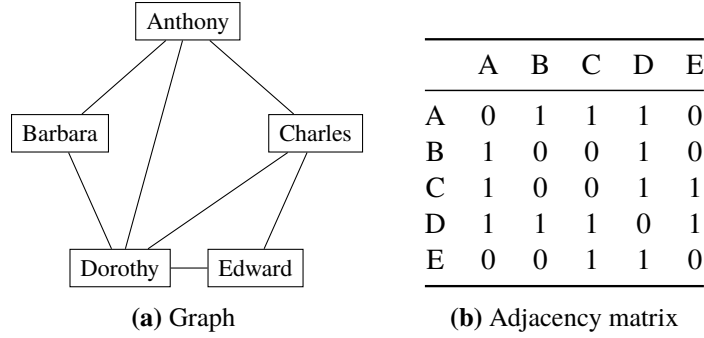 Anthony
Barbara
Charles
Dorothy
Edward
(a) Graph
A B C D E
A 0 1 1 1 0
B 1 0 0 1 0
C 1 0 0 1 1
D 1 1 1 0 1
E 0 0 1 1 0
(b) Adjacency matrix